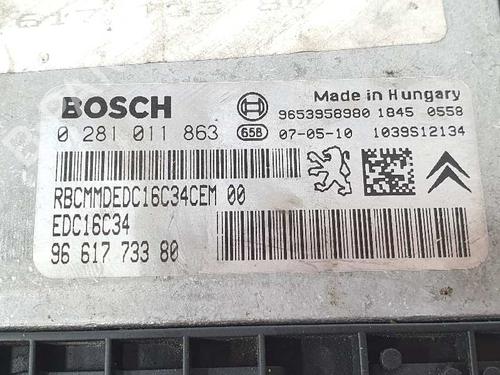 BOSCH
Made in Hungary
9653958980 1845 0558
0 281 011 863
65B
07-05-10 1039S12134
RBCMMDEDC16C34CEM 00
EDC16C34
96 617 733 80